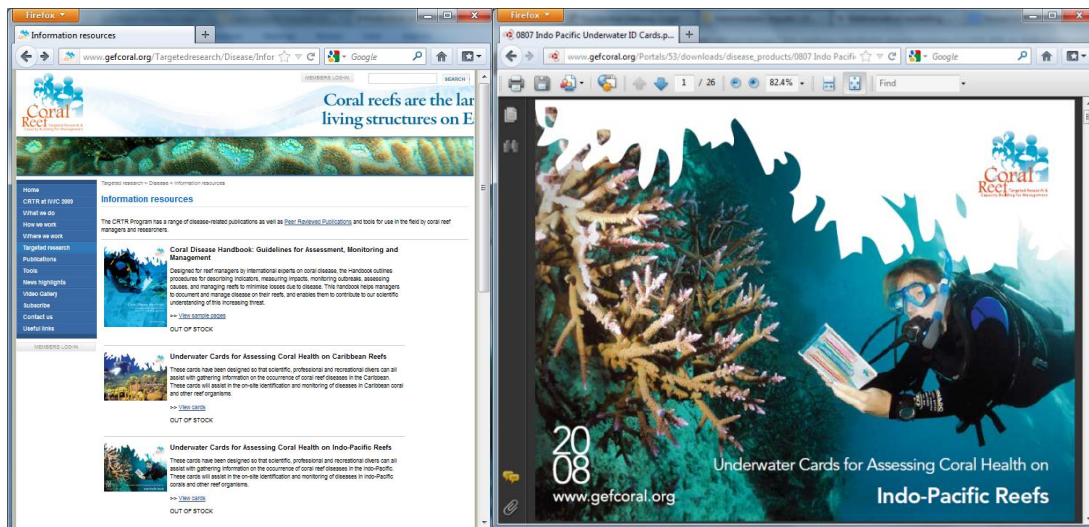 Firefox
Information resources
www.gefcoral.org/Targetedresearch/Disease/Infor
Google
MEMBERS LOG-IN
SEARCH
Coral reefs are the lar
living structures on E
Coral
Reef
Targeted Research &
Capacity Building for Management
Home
CRTR at IWC 2009
What we do
How we work
Where we work
Targeted research
Publications
Tools
News highlights
Video Gallery
Subscribe
Contact us
Useful links
MEMBERS LOG-IN
Targeted research > Disease > Information resources
Information resources
The CRTR Program has a range of disease-related publications as well as Peer Reviewed Publications and tools for use in the field by coral reef
managers and researchers.
Coral Disease Handbook: Guidelines for Assessment, Monitoring and
Management
Designed for reef managers by international experts on coral disease, the Handbook outlines
procedures for describing indicators, measuring impacts, monitoring outbreaks, assessing
causes, and managing reefs to minimise losses due to disease. This handbook helps managers
to document and manage disease on their reefs, and enables them to contribute to our scientific
understanding of this increasing threat.
>> View sample pages
OUT OF STOCK
Underwater Cards for Assessing Coral Health on Caribbean Reefs
These cards have been designed so that scientific, professional and recreational divers can all
assist with gathering information on the occurrence of coral reef diseases in the Caribbean.
These cards will assist in the on-site identification and monitoring of diseases in Caribbean coral
and other reef organisms.
>> View cards
OUT OF STOCK
Underwater Cards for Assessing Coral Health on Indo-Pacific Reefs
These cards have been designed so that scientific, professional and recreational divers can all
assist with gathering information on the occurrence of coral reef diseases in the Indo-Pacific.
These cards will assist in the on-site identification and monitoring of diseases in Indo-Pacific
corals and other reef organisms.
>> View cards
OUT OF STOCK
Firefox
0807 Indo Pacific Underwater ID Cards.p...
www.gefcoral.org/Portals/53/downloads/disease_products/0807 Indo Pacifi
Google
1 / 26
82.4%
Find
Coral
Reef
Targeted Research &
Capacity Building for Management
20
08
www.gefcoral.org
Underwater Cards for Assessing Coral Health on
Indo-Pacific Reefs